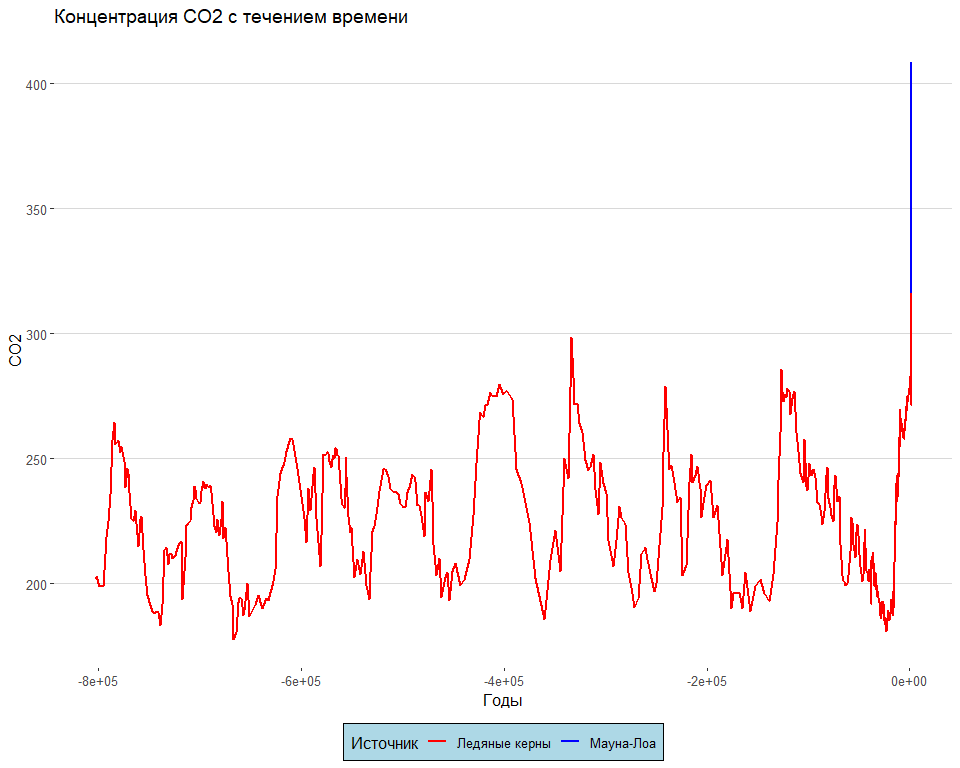 Концентрация CO2 с течением времени
400
350
300
250
200
CO2
-8e+05 -6e+05 -4e+05 -2e+05 0e+00
Годы
Источник Ледяные керны Мауна-Лоа